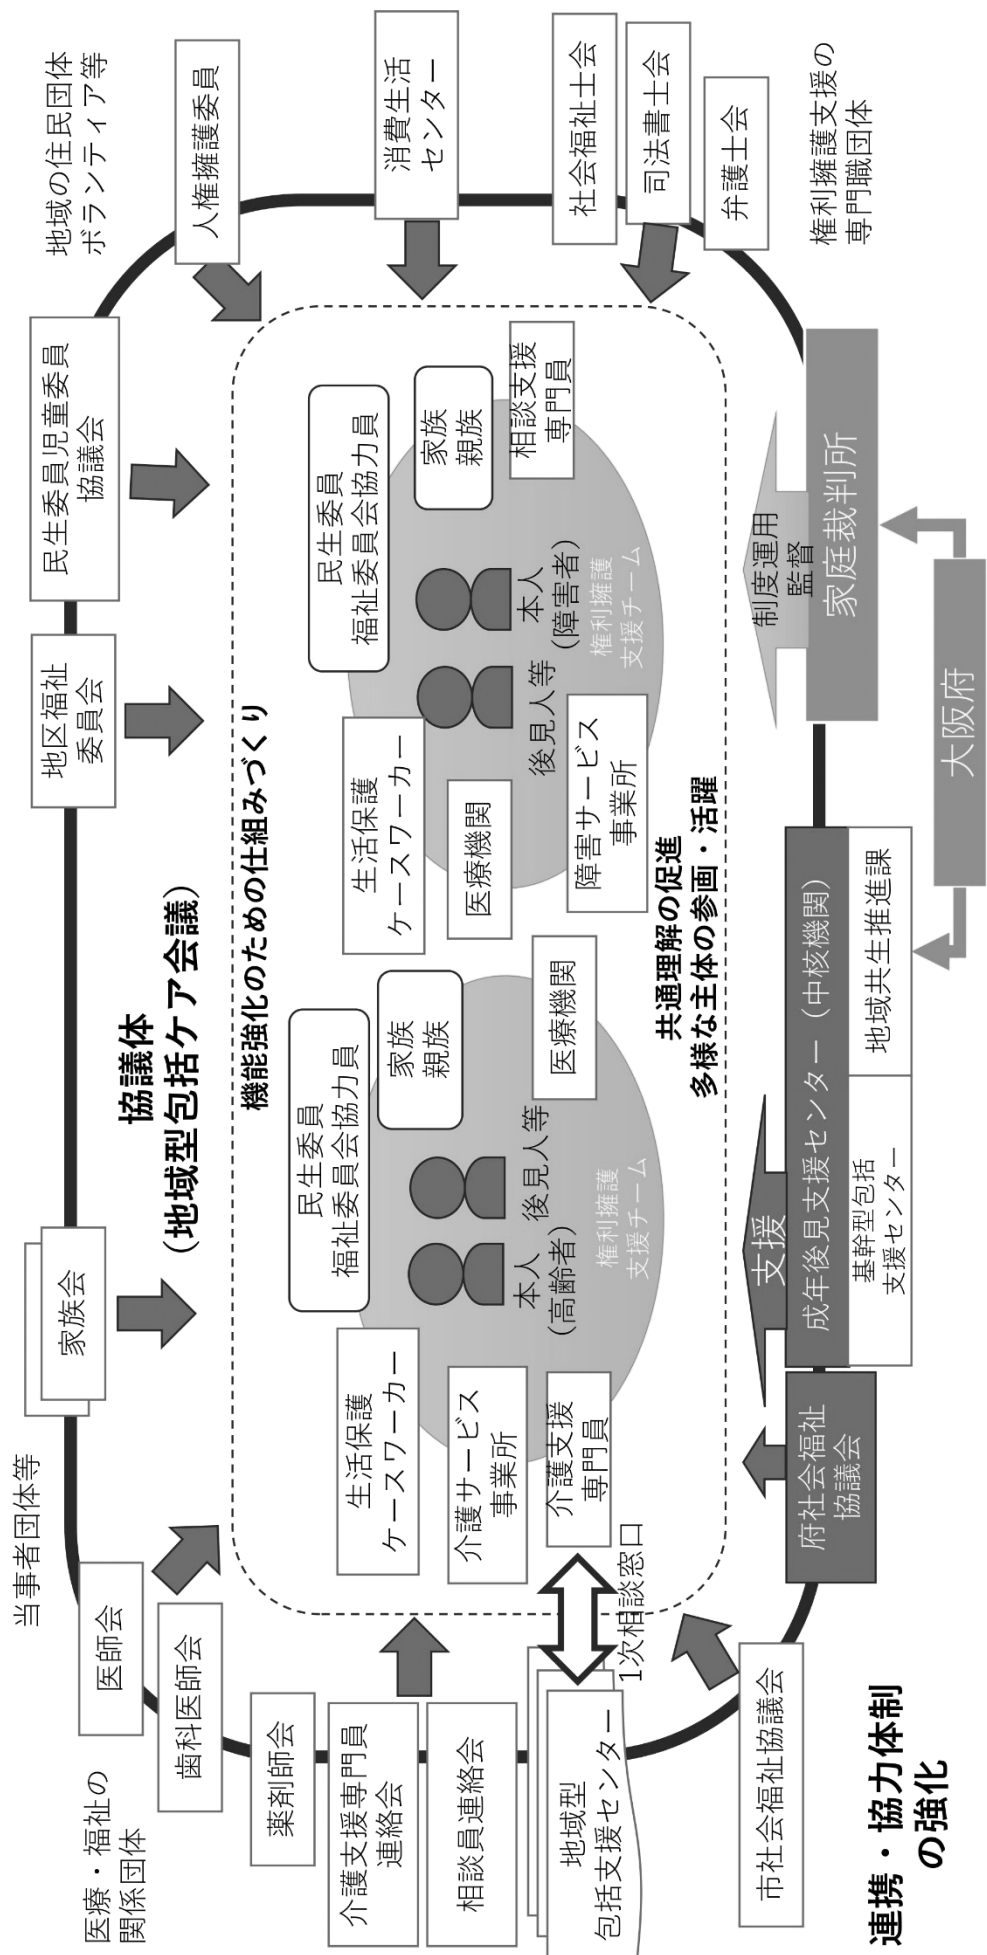 医療・福祉の
関係団体
当事者団体等
地域の住民団体
ボランティア等
医師会
歯科医師会
薬剤師会
介護支援専門員
連絡会
相談員連絡会
地域型
包括支援センター
市社会福祉協議会
家族会
地区福祉
委員会
民生委員児童委員
協議会
人権擁護委員
消費生活
センター
社会福祉士会
司法書士会
弁護士会
権利擁護支援の
専門職団体
協議体
(地域型包括ケア会議)
機能強化のための仕組みづくり
民生委員
福祉委員会協力員
家族
親族
生活保護
ケースワーカー
介護サービス
事業所
介護支援
専門員
医療機関
本人
(高齢者)
後見人等
権利擁護
支援チーム
1次相談窓口
民生委員
福祉委員会協力員
家族
親族
相談支援
専門員
生活保護
ケースワーカー
医療機関
障害サービス
事業所
後見人等
本人
(障害者)
権利擁護
支援チーム
共通理解の促進
多様な主体の参画・活躍
支援
制度運用
監督
府社会福祉
協議会
成年後見支援センター(中核機関)
基幹型包括
支援センター
地域共生推進課
家庭裁判所
大阪府
連携・協力体制
の強化